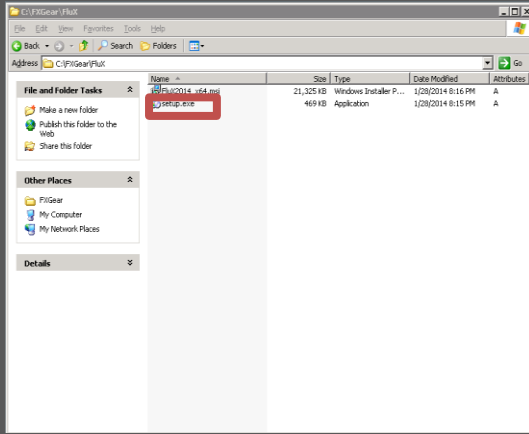 C:\FXGear\FluX
File Edit View Favorites Tools Help
Back Search Folders
Address C:\FXGear\FluX Go
Name Size Type Date Modified Attributes
FluX2014_x64.msi 21,325 KB Windows Installer P... 1/28/2014 8:16 PM A
setup.exe 469 KB Application 1/28/2014 8:15 PM A
File and Folder Tasks
Make a new folder
Publish this folder to the
Web
Share this folder
Other Places
FXGear
My Computer
My Network Places
Details